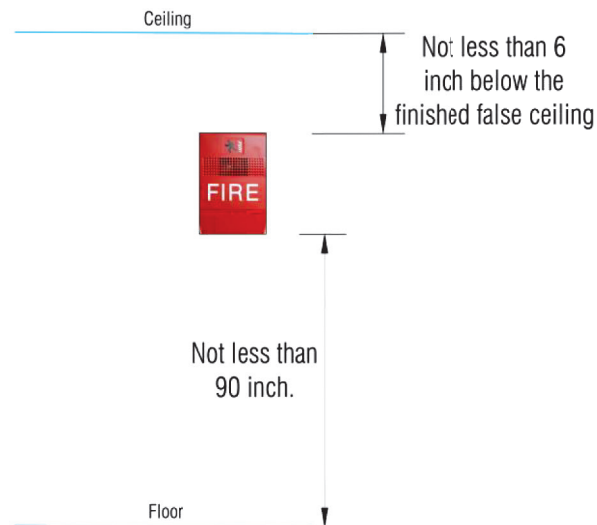 Ceiling
Not less than 6
inch below the
finished false ceiling
FIRE
Not less than
90 inch.
Floor